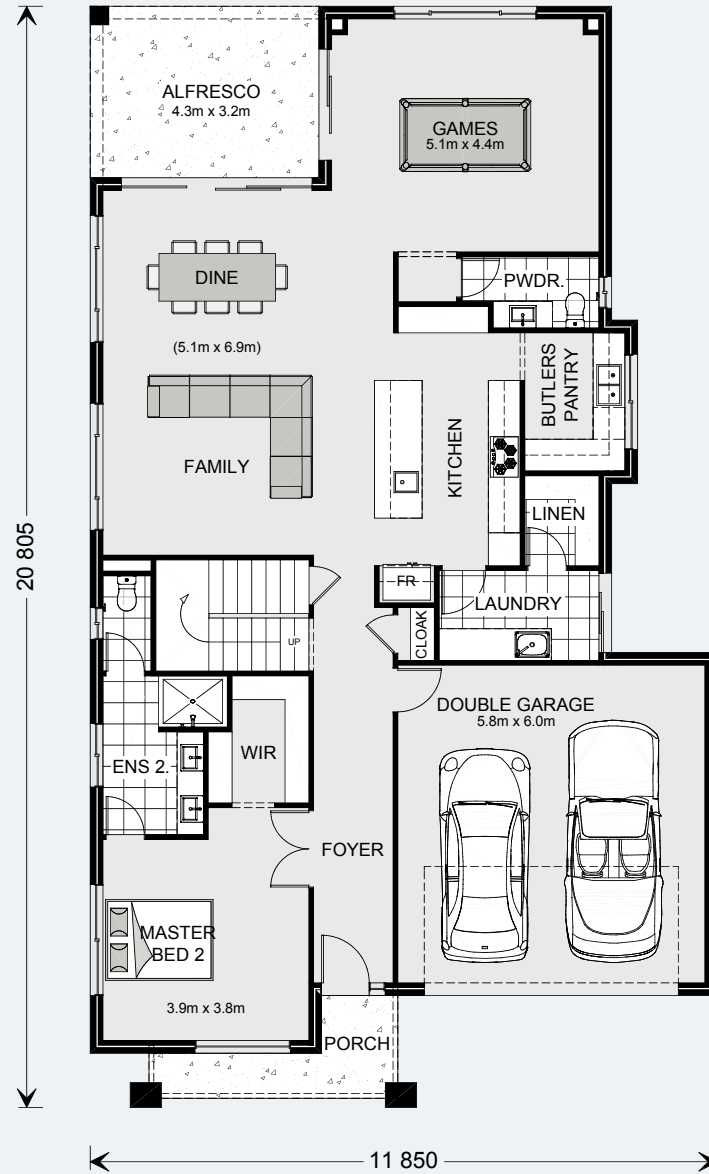 ALFRESCO
4.3m x 3.2m
GAMES
5.1m x 4.4m
DINE
PWDR.
(5.1m x 6.9m)
BUTLERS
PANTRY
KITCHEN
FAMILY
LINEN
20 805
FR
LAUNDRY
UP
CLOAK
DOUBLE GARAGE
5.8m x 6.0m
WIR
ENS 2.
FOYER
MASTER
BED 2
3.9m x 3.8m
PORCH
11 850